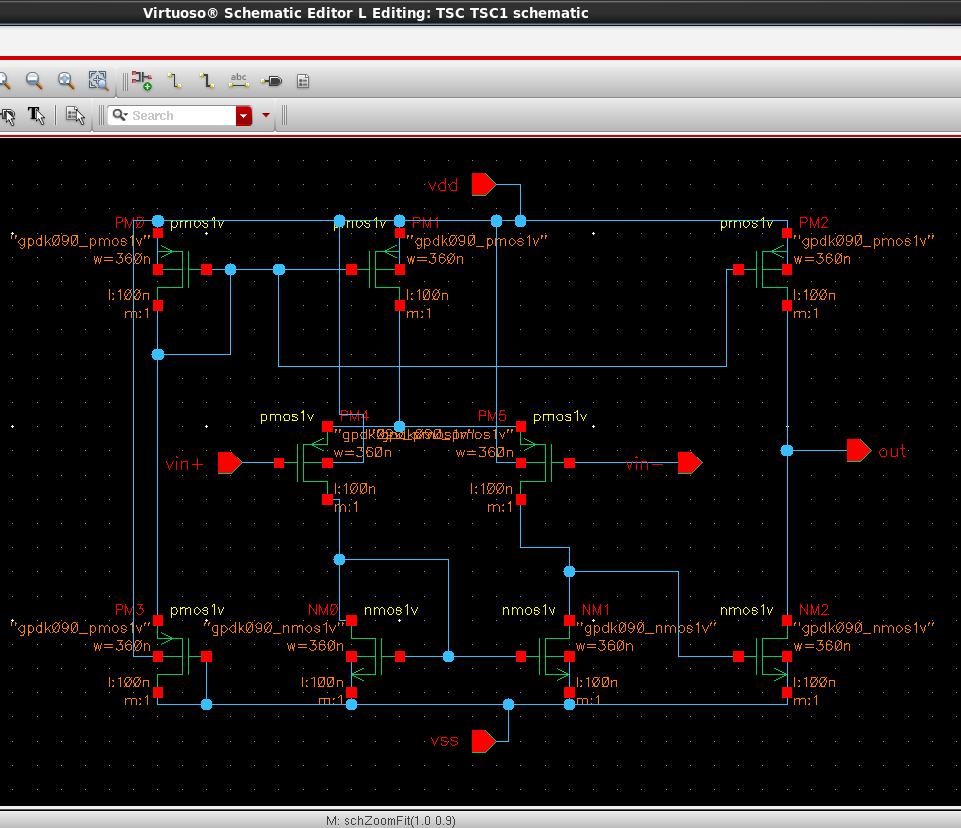 Virtuoso® Schematic Editor L Editing: TSC TSC1 schematic
abc
T
Search
vdd
PM0 pmos1v
pmos1v PM1
pmos1v PM2
"gpdk090_pmos1v"
"gpdk090_pmos1v"
"gpdk090_pmos1v"
w=360n
w=360n
w=360n
l:100n
l:100n
l:100n
m:1
m:1
m:1
pmos1v PM4
PM5 pmos1v
w=360n
w=360n
vin+
vin-
out
l:100n
l:100n
m:1
m:1
PM3 pmos1v
NM0 nmos1v
nmos1v NM1
nmos1v NM2
"gpdk090_pmos1v"
"gpdk090_nmos1v"
"gpdk090_nmos1v"
"gpdk090_nmos1v"
w=360n
w=360n
w=360n
w=360n
l:100n
l:100n
l:100n
l:100n
m:1
m:1
m:1
m:1
vss
M: schZoomFit(1.0 0.9)